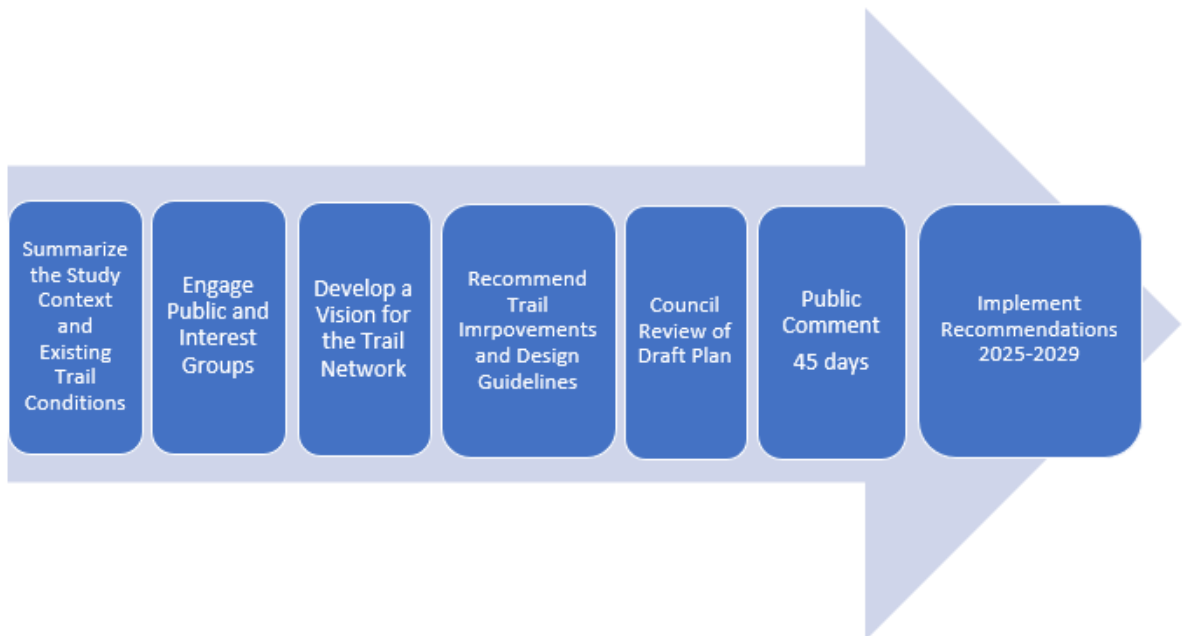 Summarize
the Study
Context
and
Existing
Trail
Conditions
Engage
Public and
Interest
Groups
Develop a
Vision for
the Trail
Network
Recommend
Trail
Imrpovements
and Design
Guidelines
Council
Review of
Draft Plan
Public
Comment
45 days
Implement
Recommendations
2025-2029